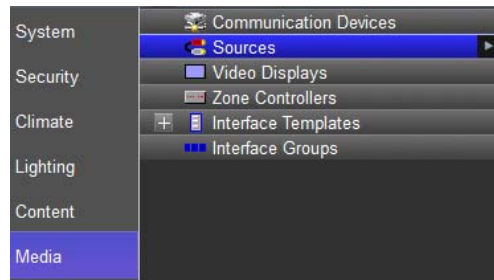 System
Security
Climate
Lighting
Content
Media
Communication Devices
Sources
Video Displays
Zone Controllers
Interface Templates
Interface Groups